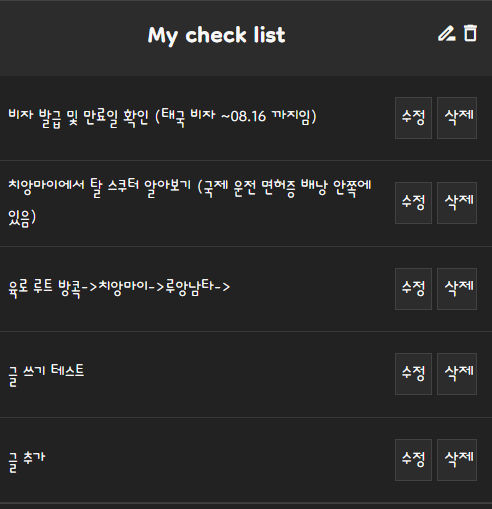 My check list
비자 발급 및 만료일 확인 (태국 비자 ~08.16 까지임)
수정 삭제
치앙마이에서 탈 스쿠터 알아보기 (국제 운전 면허증 배낭 안쪽에
있음)
수정 삭제
육로 루트 방콕->치앙마이->루앙남타->
수정 삭제
글 쓰기 테스트
수정 삭제
글 추가
수정 삭제